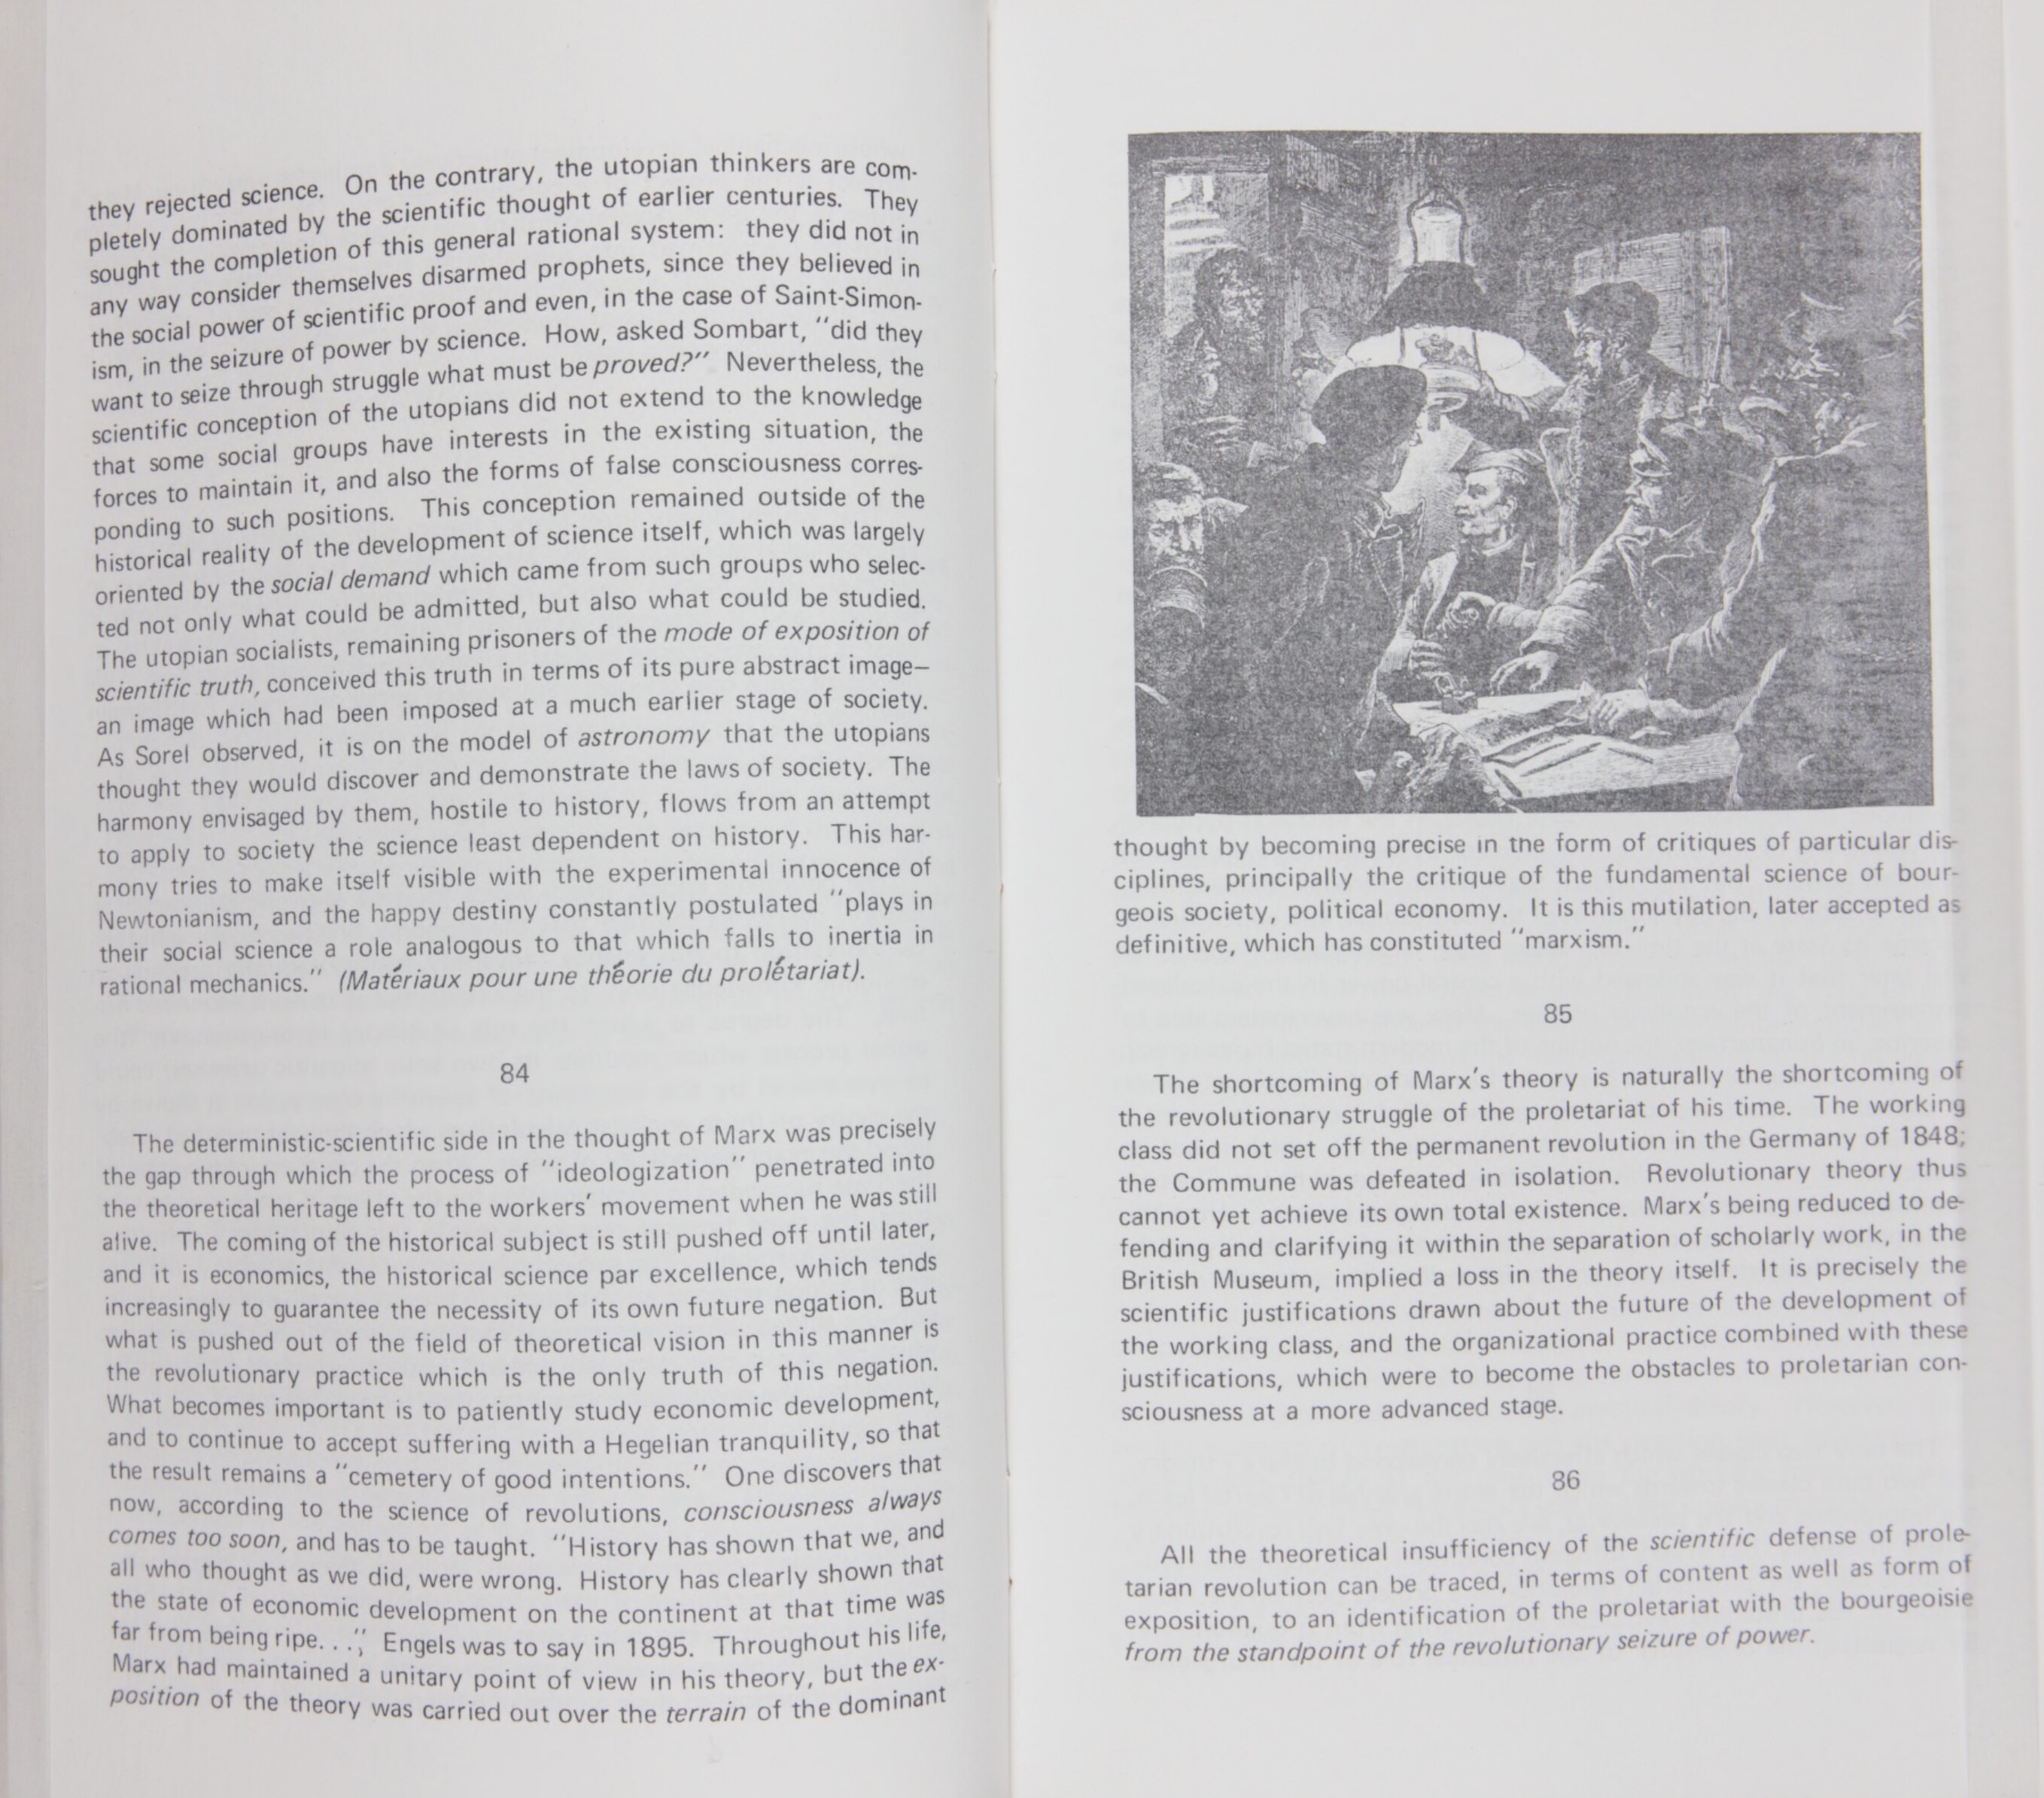 they rejected science. On the contrary, the utopian thinkers are com-
pletely dominated by the scientific thought of earlier centuries. They
sought the completion of this general rational system: they did not in
any way consider themselves disarmed prophets, since they believed in
the social power of scientific proof and even, in the case of Saint-Simon-
ism, in the seizure of power by science. How, asked Sombart, "did they
want to seize through struggle what must be proved?" Nevertheless, the
scientific conception of the utopians did not extend to the knowledge
that some social groups have interests in the existing situation, the
forces to maintain it, and also the forms of false consciousness corres-
ponding to such positions. This conception remained outside of the
historical reality of the development of science itself, which was largely
oriented by the social demand which came from such groups who selec-
ted not only what could be admitted, but also what could be studied.
The utopian socialists, remaining prisoners of the mode of exposition of
scientific truth, conceived this truth in terms of its pure abstract image—
an image which had been imposed at a much earlier stage of society.
As Sorel observed, it is on the model of astronomy that the utopians
thought they would discover and demonstrate the laws of society. The
harmony envisaged by them, hostile to history, flows from an attempt
to apply to society the science least dependent on history. This har-
mony tries to make itself visible with the experimental innocence of
Newtonianism, and the happy destiny constantly postulated "plays in
their social science a role analogous to that which falls to inertia in
rational mechanics." (Matériaux pour une théorie du prolétariat).
84
The deterministic-scientific side in the thought of Marx was precisely
the gap through which the process of "ideologization" penetrated into
the theoretical heritage left to the workers' movement when he was still
alive. The coming of the historical subject is still pushed off until later,
and it is economics, the historical science par excellence, which tends
increasingly to guarantee the necessity of its own future negation. But
what is pushed out of the field of theoretical vision in this manner is
the revolutionary practice which is the only truth of this negation.
What becomes important is to patiently study economic development,
and to continue to accept suffering with a Hegelian tranquility, so that
the result remains a "cemetery of good intentions." One discovers that
now, according to the science of revolutions, consciousness always
comes too soon, and has to be taught. "History has shown that we, and
all who thought as we did, were wrong. History has clearly shown that
the state of economic development on the continent at that time was
far from being ripe. . .", Engels was to say in 1895. Throughout his life,
Marx had maintained a unitary point of view in his theory, but the ex-
position of the theory was carried out over the terrain of the dominant
thought by becoming precise in the form of critiques of particular dis-
ciplines, principally the critique of the fundamental science of bour-
geois society, political economy. It is this mutilation, later accepted as
definitive, which has constituted "marxism."
85
The shortcoming of Marx's theory is naturally the shortcoming of
the revolutionary struggle of the proletariat of his time. The working
class did not set off the permanent revolution in the Germany of 1848;
the Commune was defeated in isolation. Revolutionary theory thus
cannot yet achieve its own total existence. Marx's being reduced to de-
fending and clarifying it within the separation of scholarly work, in the
British Museum, implied a loss in the theory itself. It is precisely the
scientific justifications drawn about the future of the development of
the working class, and the organizational practice combined with these
justifications, which were to become the obstacles to proletarian con-
sciousness at a more advanced stage.
86
All the theoretical insufficiency of the scientific defense of prole-
tarian revolution can be traced, in terms of content as well as form of
exposition, to an identification of the proletariat with the bourgeoisie
from the standpoint of the revolutionary seizure of power.